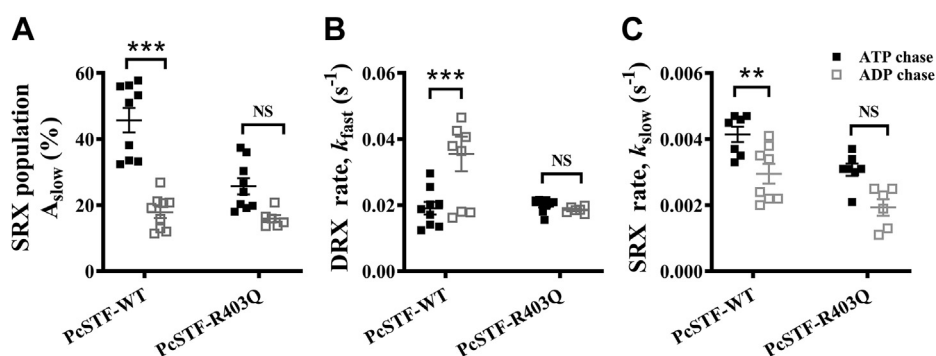 A
SRX population
A_slow (%)
60
40
20
0
***
NS
PcSTF-WT
PcSTF-R403Q
B
DRX rate, k_fast (s⁻¹)
0.06
0.04
0.02
0.00
***
NS
PcSTF-WT
PcSTF-R403Q
C
SRX rate, k_slow (s⁻¹)
0.006
0.004
0.002
0.000
**
NS
ATP chase
ADP chase
PcSTF-WT
PcSTF-R403Q